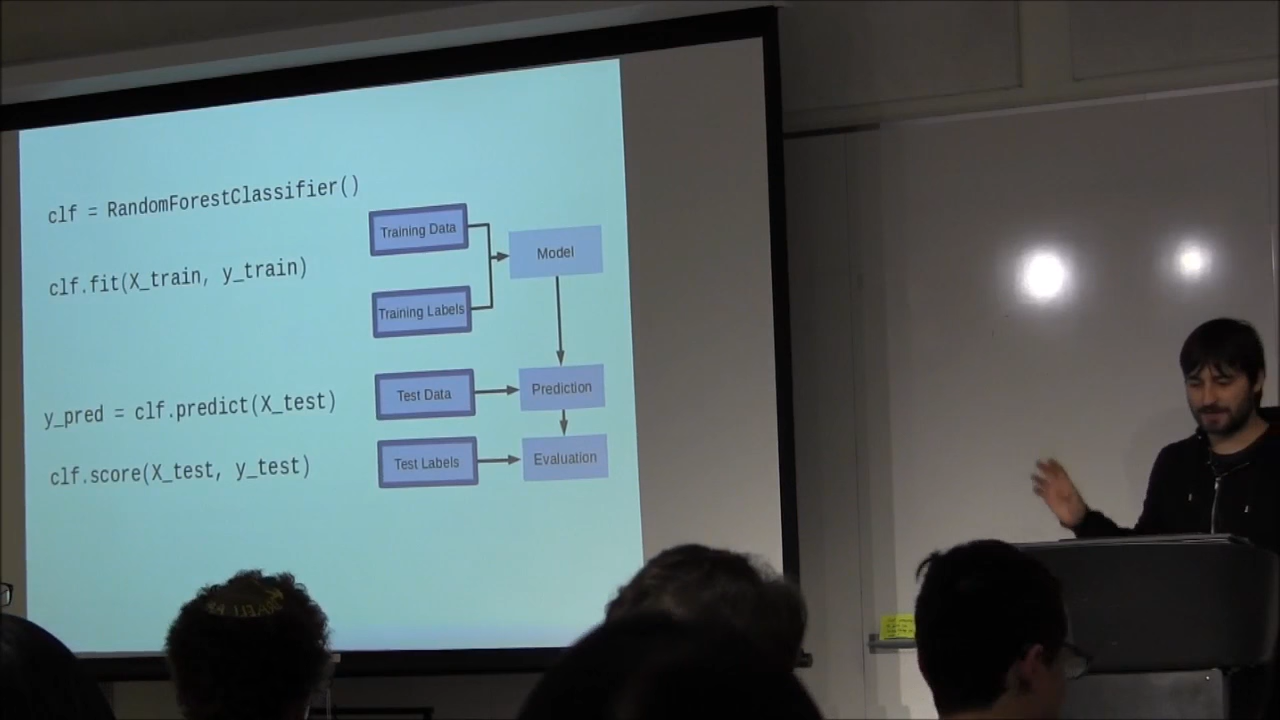 clf = RandomForestClassifier()
clf.fit(X_train, y_train)
y_pred = clf.predict(X_test)
clf.score(X_test, y_test)
Training Data
Model
Training Labels
Test Data
Prediction
Test Labels
Evaluation